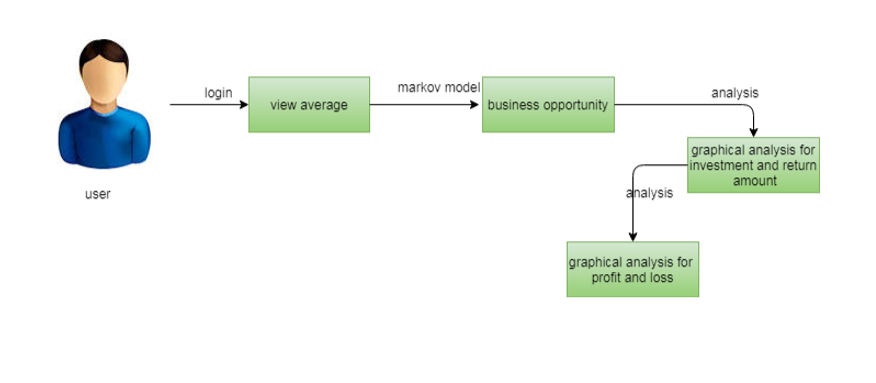 login
view average
markov model
business opportunity
analysis
graphical analysis for
investment and return
amount
user
analysis
graphical analysis for
profit and loss